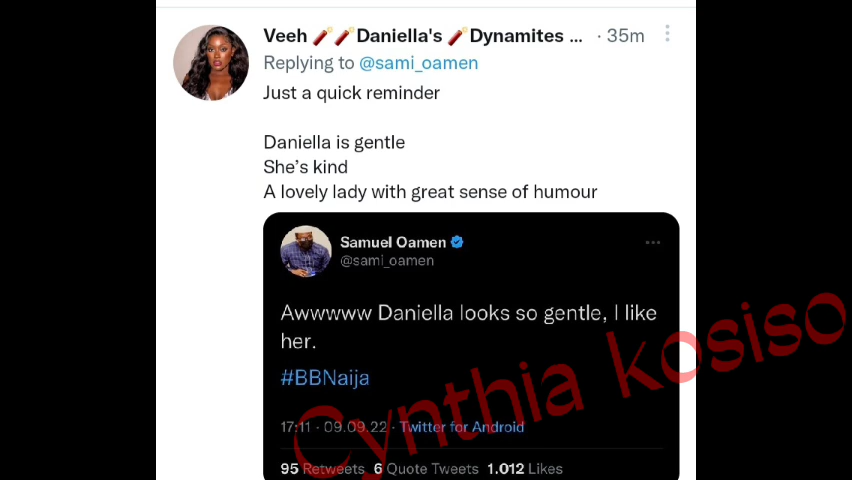 Veeh 🧨🧨Daniella's 🧨Dynamites ... · 35m
Replying to @sami_oamen
Just a quick reminder
Daniella is gentle
She's kind
A lovely lady with great sense of humour
Samuel Oamen
@sami_oamen
Awwwww Daniella looks so gentle, I like
her.
#BBNaija
17:11 · 09.09.22 · Twitter for Android
95 Retweets 6 Quote Tweets 1.012 Likes
Cynthia kosiso